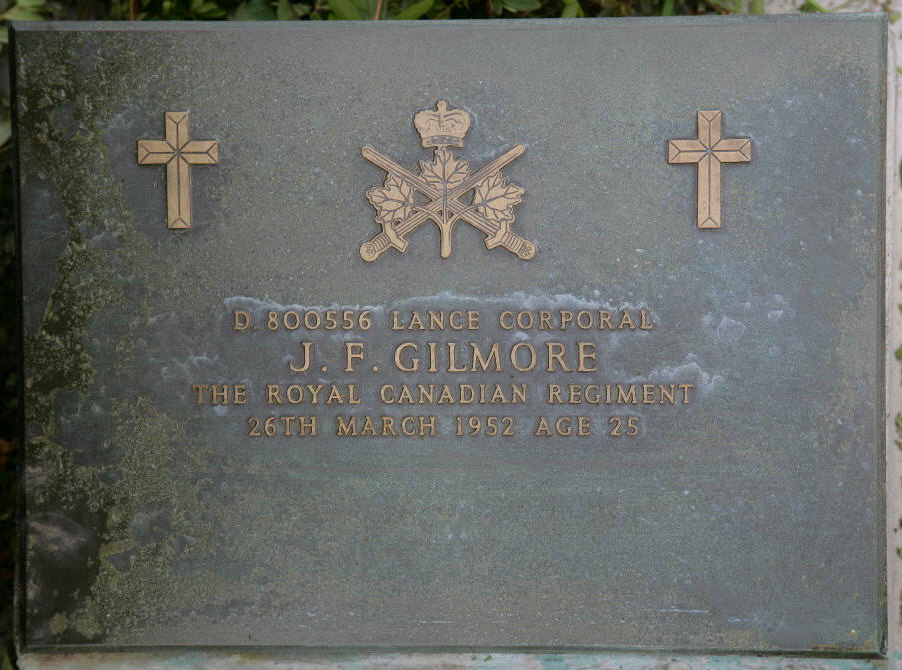 D. 800556 LANCE CORPORAL
J. F. GILMORE
THE ROYAL CANADIAN REGIMENT
26TH MARCH 1952 AGE 25